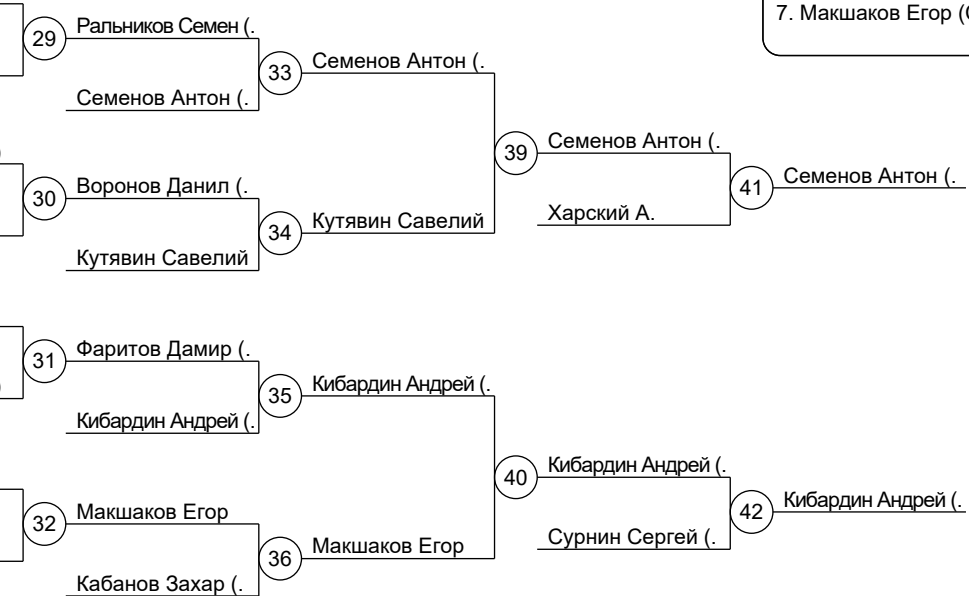 7. Макшаков Егор (
29
Ральников Семен (.
33
Семенов Антон (.
Семенов Антон (.
39
Семенов Антон (.
30
Воронов Данил (.
41
Семенов Антон (.
34
Кутявин Савелий
Харский А.
Кутявин Савелий
31
Фаритов Дамир (.
35
Кибардин Андрей (.
Кибардин Андрей (.
40
Кибардин Андрей (.
32
Макшаков Егор
42
Кибардин Андрей (.
36
Макшаков Егор
Сурнин Сергей (.
Кабанов Захар (.